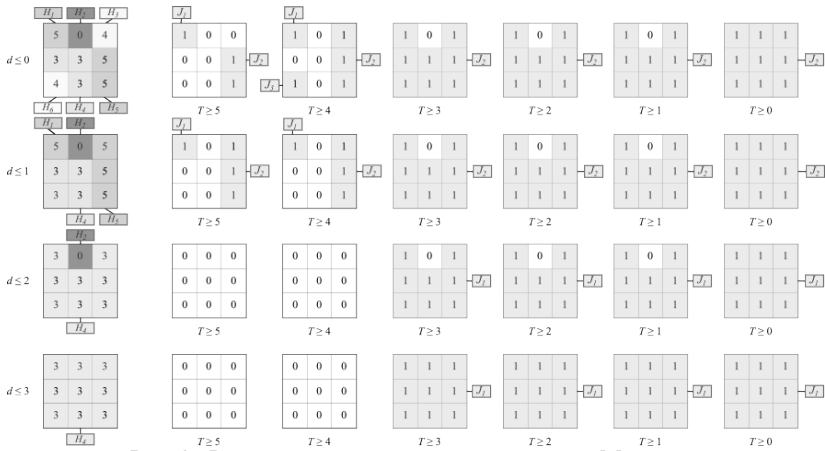 H1 H2 H3 J1 J1
5 0 4 1 0 0 1 0 1 1 0 1 1 0 1 1 0 1 1 1 1
d ≤ 0 3 3 5 0 0 1 J2 0 0 1 J2 1 1 1 J2 1 1 1 J2 1 1 1 J2 1 1 1 J2
4 3 5 0 0 1 J3 1 0 1 1 1 1 1 1 1 1 1 1 1 1 1
H6 H4 H5 T ≥ 5 T ≥ 4 T ≥ 3 T ≥ 2 T ≥ 1 T ≥ 0
H1 H2 J1 J1
5 0 5 1 0 1 1 0 1 1 0 1 1 0 1 1 0 1 1 1 1
d ≤ 1 3 3 5 0 0 1 J2 0 0 1 J2 1 1 1 J2 1 1 1 J2 1 1 1 J2 1 1 1 J2
3 3 5 0 0 1 0 0 1 1 1 1 1 1 1 1 1 1 1 1 1
H4 H5 T ≥ 5 T ≥ 4 T ≥ 3 T ≥ 2 T ≥ 1 T ≥ 0
H2
3 0 3 0 0 0 0 0 0 1 0 1 1 0 1 1 0 1 1 1 1
d ≤ 2 3 3 3 0 0 0 0 0 0 1 1 1 J1 1 1 1 J1 1 1 1 J1 1 1 1 J1
3 3 3 0 0 0 0 0 0 1 1 1 1 1 1 1 1 1 1 1 1
H4 T ≥ 5 T ≥ 4 T ≥ 3 T ≥ 2 T ≥ 1 T ≥ 0
3 3 3 0 0 0 0 0 0 1 1 1 1 1 1 1 1 1 1 1 1
d ≤ 3 3 3 3 0 0 0 0 0 0 1 1 1 J1 1 1 1 J1 1 1 1 J1 1 1 1 J1
3 3 3 0 0 0 0 0 0 1 1 1 1 1 1 1 1 1 1 1 1
H4 T ≥ 5 T ≥ 4 T ≥ 3 T ≥ 2 T ≥ 1 T ≥ 0